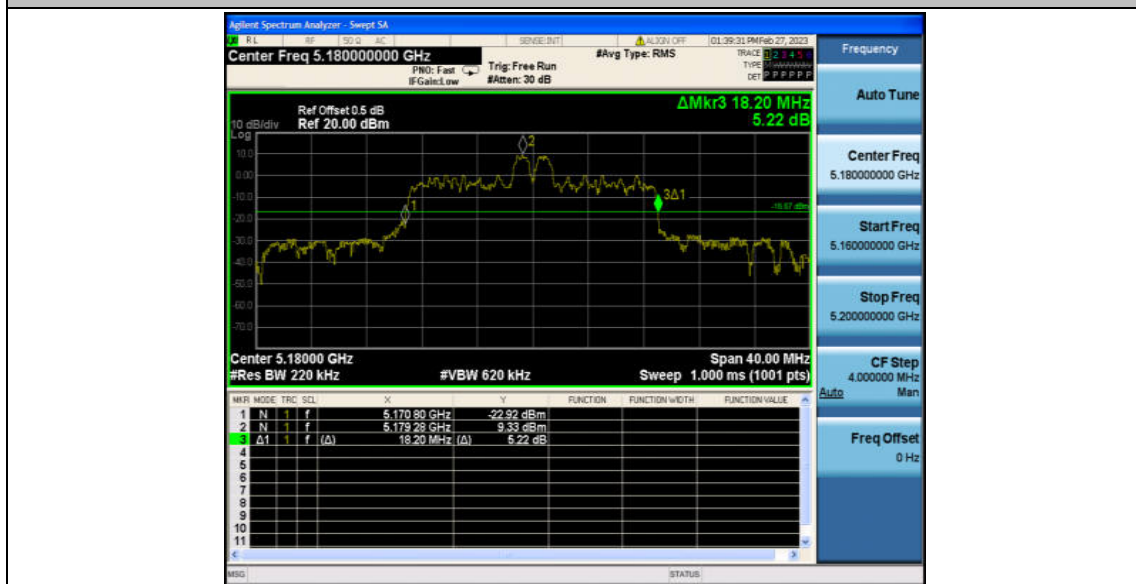 Agilent Spectrum Analyzer - Swept SA
RL RF 50 Ω AC SENSE:INT ALIGN OFF 01:39:31 PM Feb 27, 2023
Center Freq 5.180000000 GHz #Avg Type: RMS TRACE 1 2 3 4 5 6
PNO: Fast Trig: Free Run TYPE
IFGain:Low #Atten: 30 dB DET P P P P P P
Frequency
Auto Tune
Center Freq
5.180000000 GHz
Start Freq
5.160000000 GHz
Stop Freq
5.200000000 GHz
CF Step
4.000000 MHz
Auto Man
Freq Offset
0 Hz
ΔMkr3 18.20 MHz
5.22 dB
Ref Offset 0.5 dB
10 dB/div Ref 20.00 dBm
Log
10.0
0.00
-10.0
-20.0
-30.0
-40.0
-50.0
-60.0
-70.0
1
2
3Δ1
Center 5.18000 GHz Span 40.00 MHz
#Res BW 220 kHz #VBW 620 kHz Sweep 1.000 ms (1001 pts)
MKR MODE TRC SCL X Y FUNCTION FUNCTION WIDTH FUNCTION VALUE
1 N 1 f 5.170 80 GHz -22.92 dBm
2 N 1 f 5.179 28 GHz 9.33 dBm
3 Δ1 1 f (Δ) 18.20 MHz (Δ) 5.22 dB
4
5
6
7
8
9
10
11
MSG STATUS